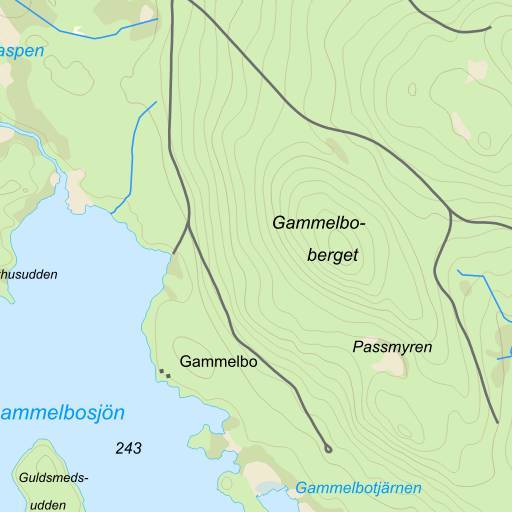 aspen
Gammelbo-
berget
husudden
Passmyren
Gammelbo
ammelbosjön
243
Guldsmeds-
udden
Gammelbotjärnen